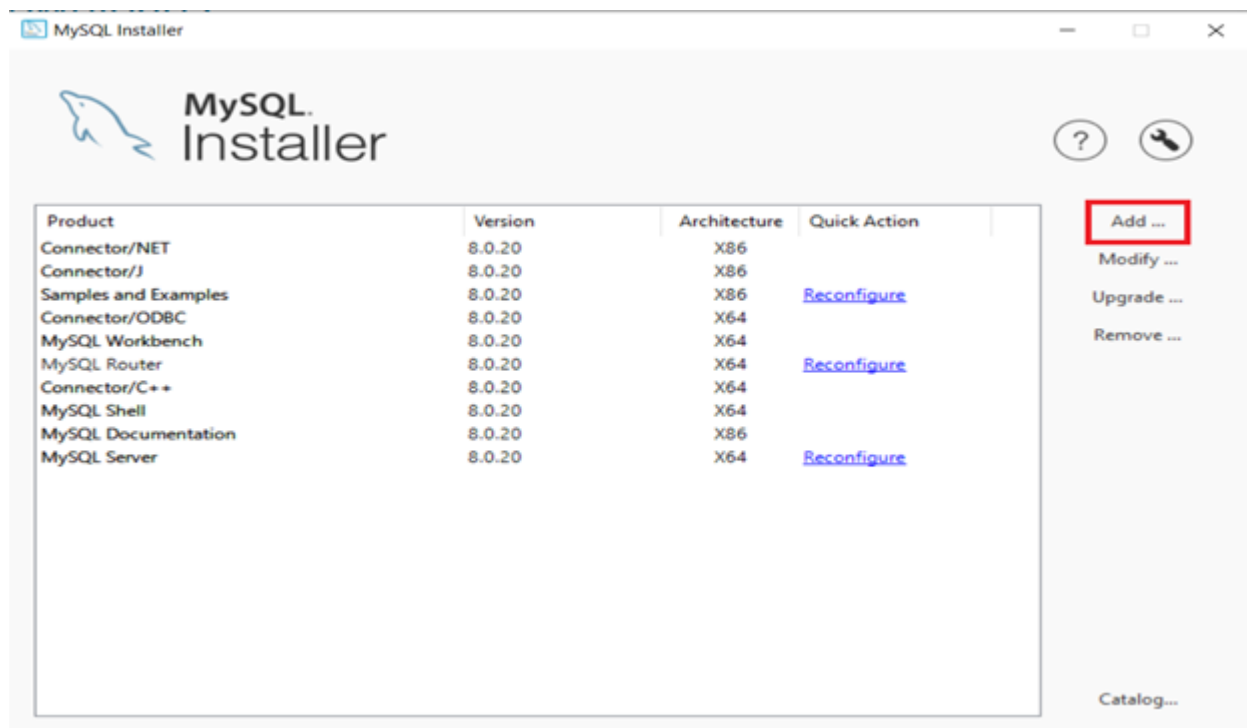 MySQL Installer
MySQL.
Installer
?
Product Version Architecture Quick Action
Connector/NET 8.0.20 X86
Connector/J 8.0.20 X86
Samples and Examples 8.0.20 X86 Reconfigure
Connector/ODBC 8.0.20 X64
MySQL Workbench 8.0.20 X64
MySQL Router 8.0.20 X64 Reconfigure
Connector/C++ 8.0.20 X64
MySQL Shell 8.0.20 X64
MySQL Documentation 8.0.20 X86
MySQL Server 8.0.20 X64 Reconfigure
Add ...
Modify ...
Upgrade ...
Remove ...
Catalog...